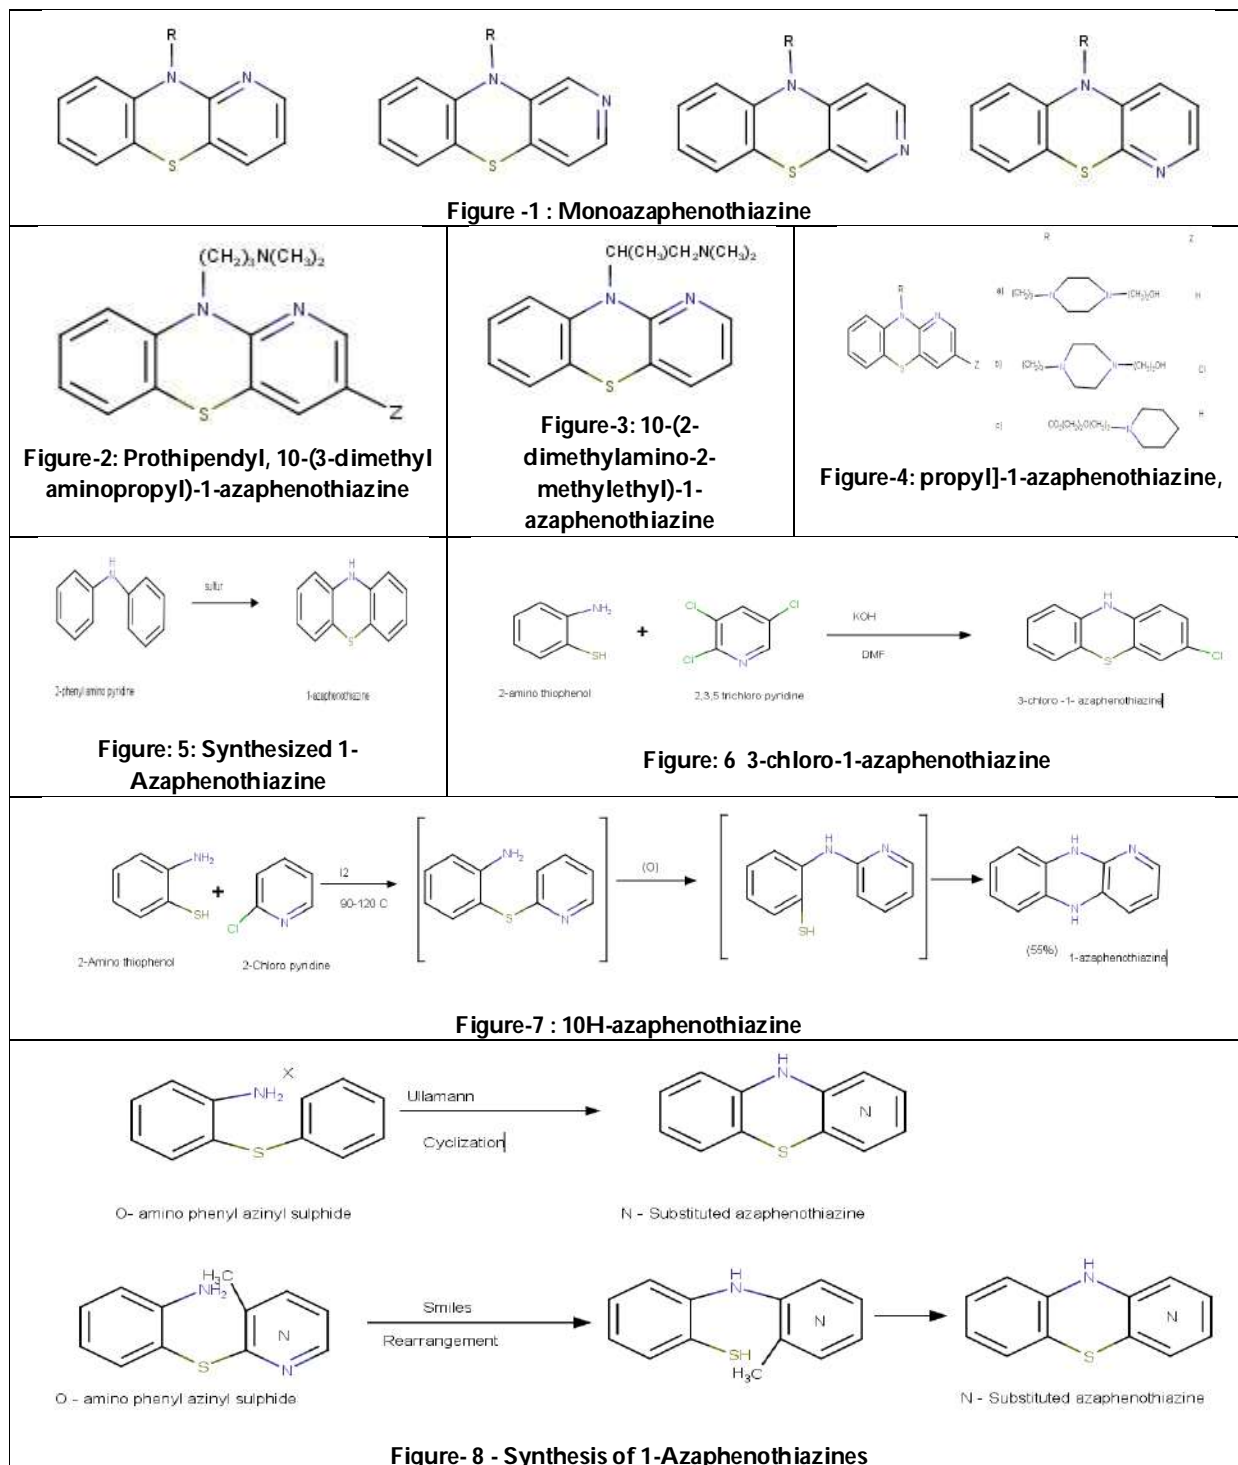 R
N
N
S
R
N
N
S
R
N
N
S
R
N
N
S
Figure -1 : Monoazaphenothiazine
(CH₂)₃N(CH₃)₂
N
N
S
Z
Figure-2: Prothipendyl, 10-(3-dimethyl
aminopropyl)-1-azaphenothiazine
CH(CH₃)CH₂N(CH₃)₂
N
N
S
Figure-3: 10-(2-
dimethylamino-2-
methylethyl)-1-
azaphenothiazine
R Z
R
N
N
S
Z
a) N N (CH₂)₂OH H
b) N N (CH₂)₂OH Cl
c) N H
Figure-4: propyl]-1-azaphenothiazine,
H
N
sulfur
H
N
S
2-phenyl amino pyridine
1-azaphenothiazine
Figure: 5: Synthesized 1-
Azaphenothiazine
NH₂
SH
+
Cl
Cl
Cl
N
KOH
DMF
H
N
S
Cl
2-amino thiophenol
2,3,5 trichloro pyridine
3-chloro -1- azaphenothiazine
Figure: 6 3-chloro-1-azaphenothiazine
NH₂
SH
+
Cl
N
I2
90-120 C
NH₂
S
N
(O)
H
N
N
SH
H
N
N
N
H
2-Amino thiophenol
2-Chloro pyridine
(55%) 1-azaphenothiazine
Figure-7 : 10H-azaphenothiazine
NH₂
X
S
Ullamann
Cyclization
H
N
N
S
O- amino phenyl azinyl sulphide
N - Substituted azaphenothiazine
H₃C
NH₂
N
S
N
Smiles
Rearrangement
H
N
N
SH
H₃C
H
N
N
S
O - amino phenyl azinyl sulphide
N - Substituted azaphenothiazine
Figure- 8 - Synthesis of 1-Azaphenothiazines